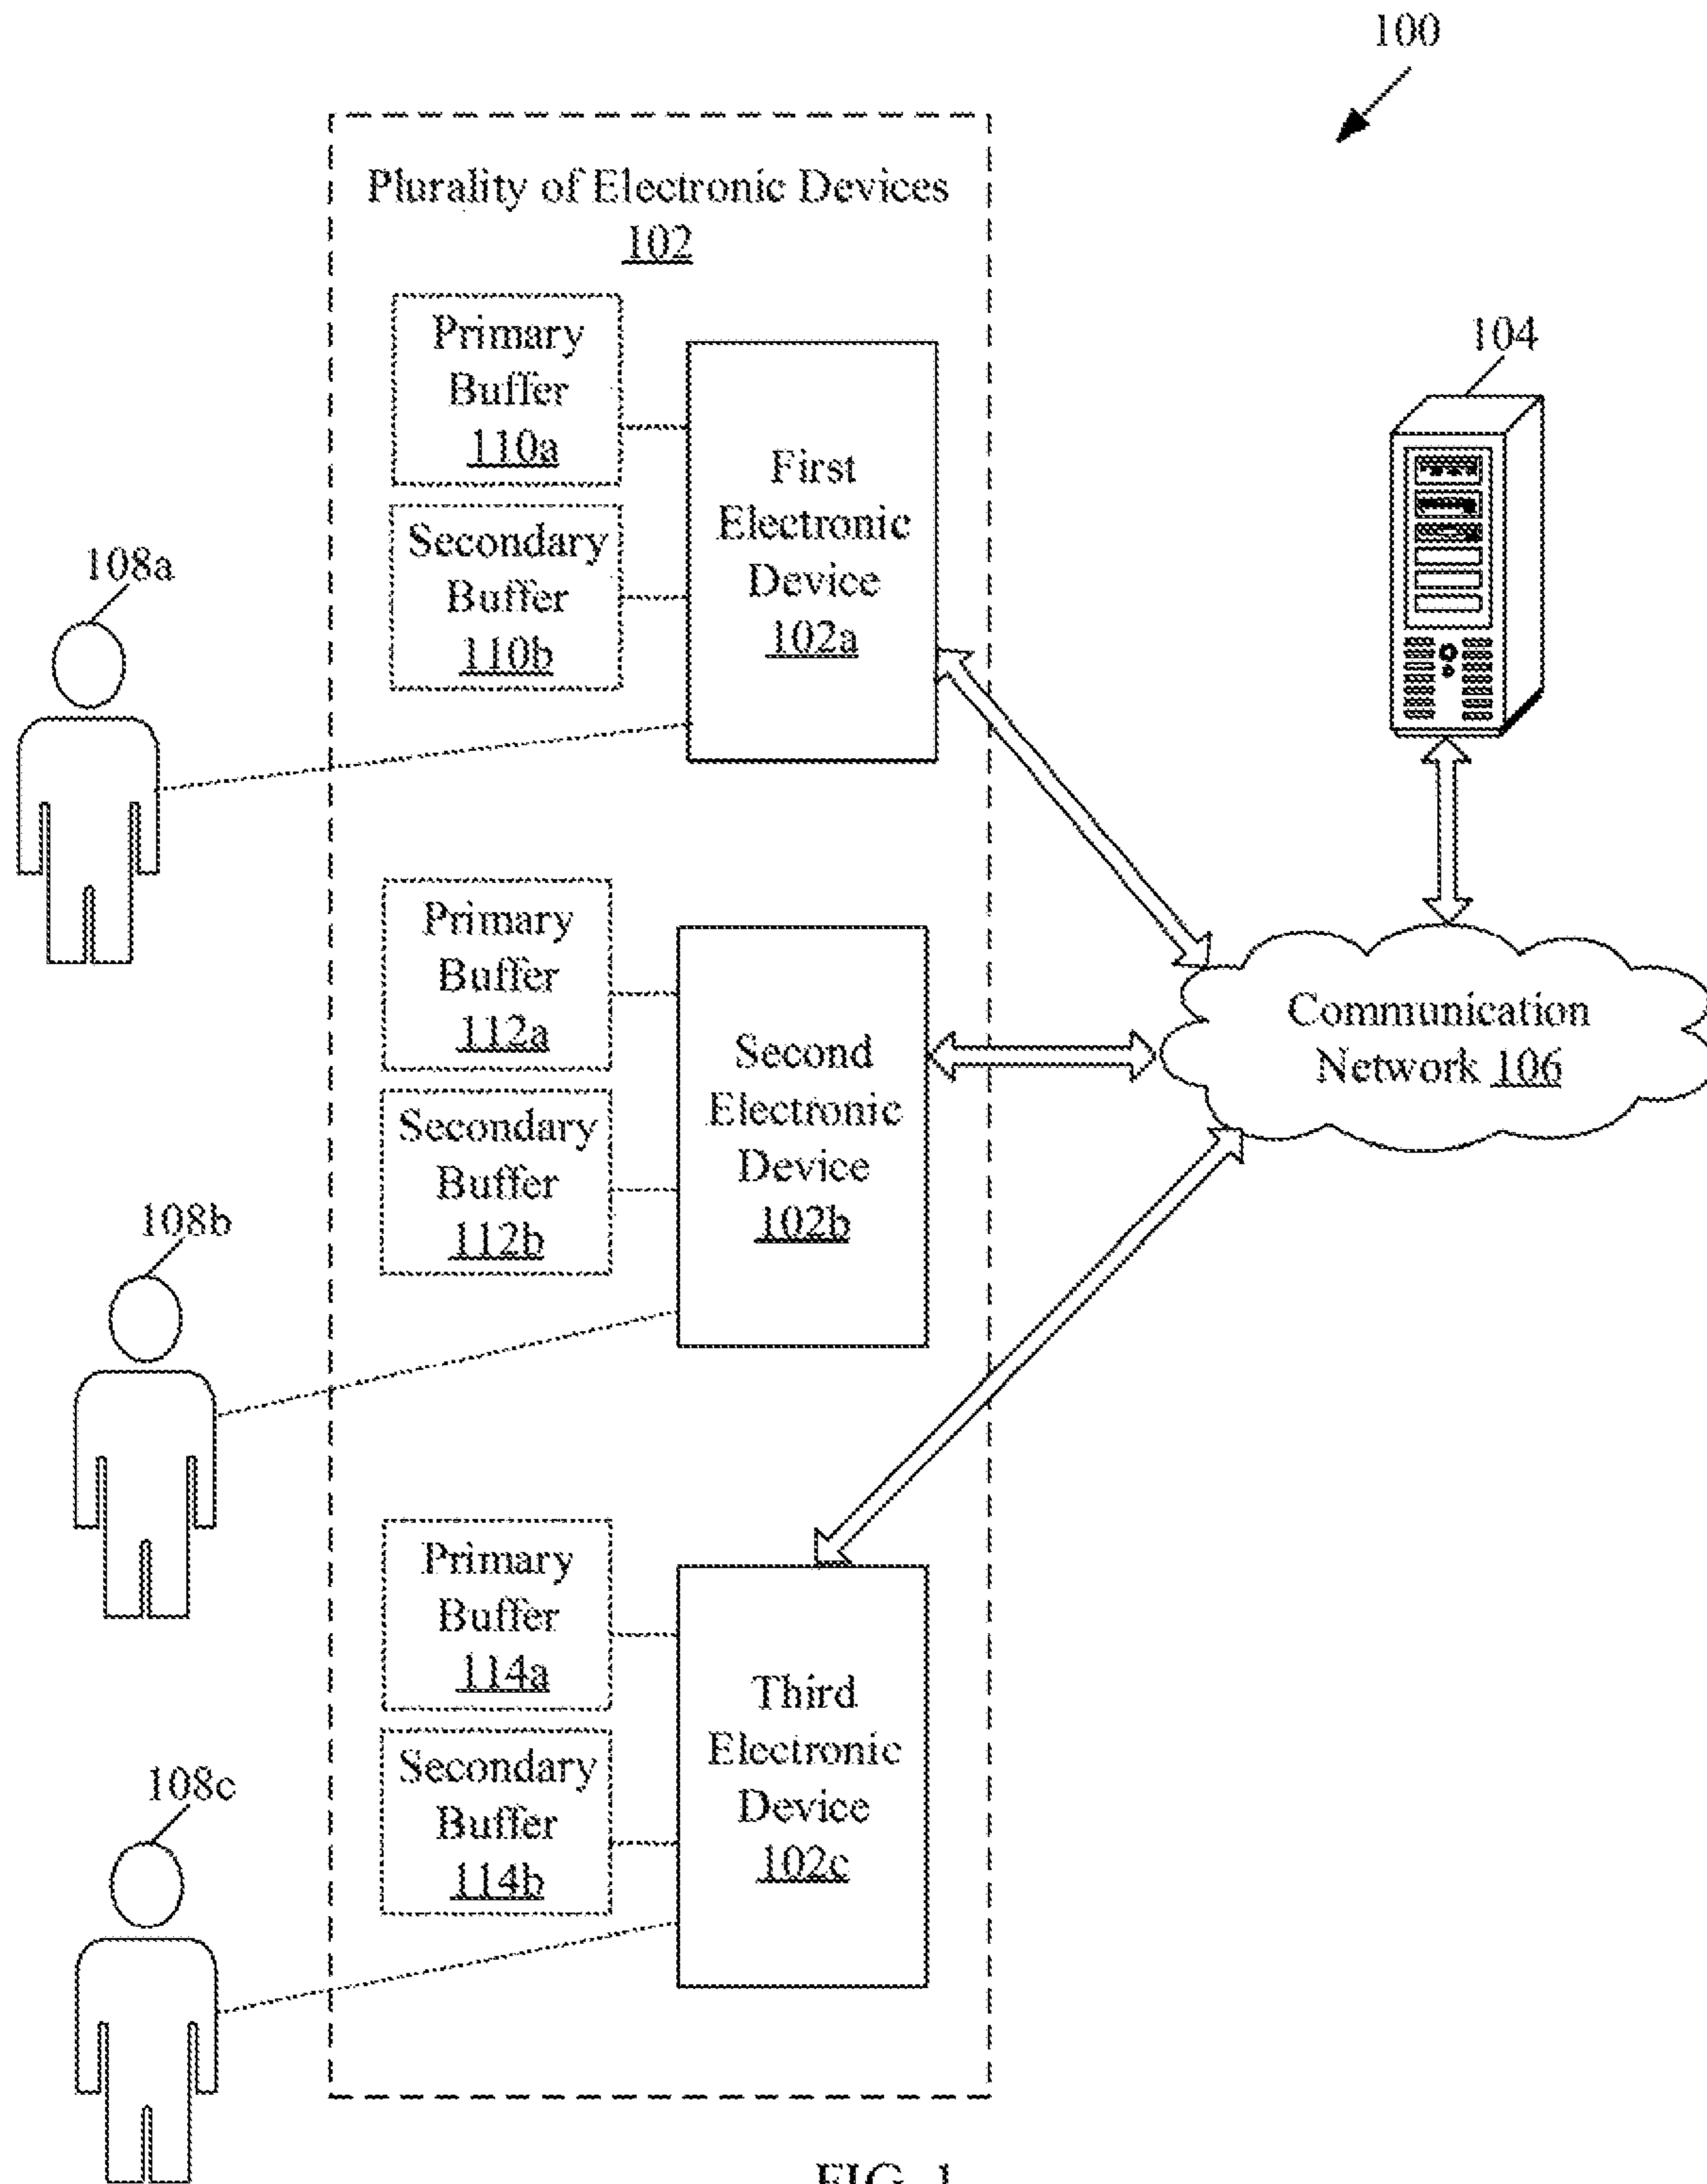 100
Plurality of Electronic Devices
102
Primary
Buffer
110a
Secondary
Buffer
110b
First
Electronic
Device
102a
104
108a
Primary
Buffer
112a
Secondary
Buffer
112b
Second
Electronic
Device
102b
Communication
Network 106
108b
Primary
Buffer
114a
Secondary
Buffer
114b
Third
Electronic
Device
102c
108c
FIG. 1